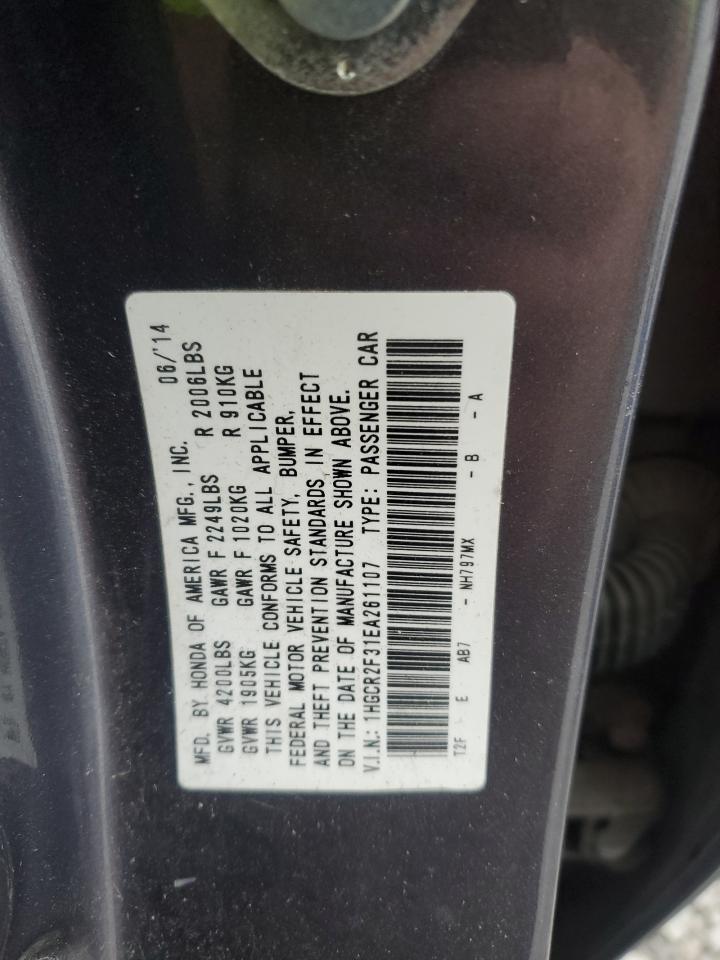 MFD. BY HONDA OF AMERICA MFG., INC. 06/'14
GVWR 4200LBS GAWR F 2249LBS R 2006LBS
GVWR 1905KG GAWR F 1020KG R 910KG
THIS VEHICLE CONFORMS TO ALL APPLICABLE
FEDERAL MOTOR VEHICLE SAFETY, BUMPER,
AND THEFT PREVENTION STANDARDS IN EFFECT
ON THE DATE OF MANUFACTURE SHOWN ABOVE.
V.I.N.: 1HGCR2F31EA261107 TYPE: PASSENGER CAR
T2F E AB7 - NH797MX - B - A